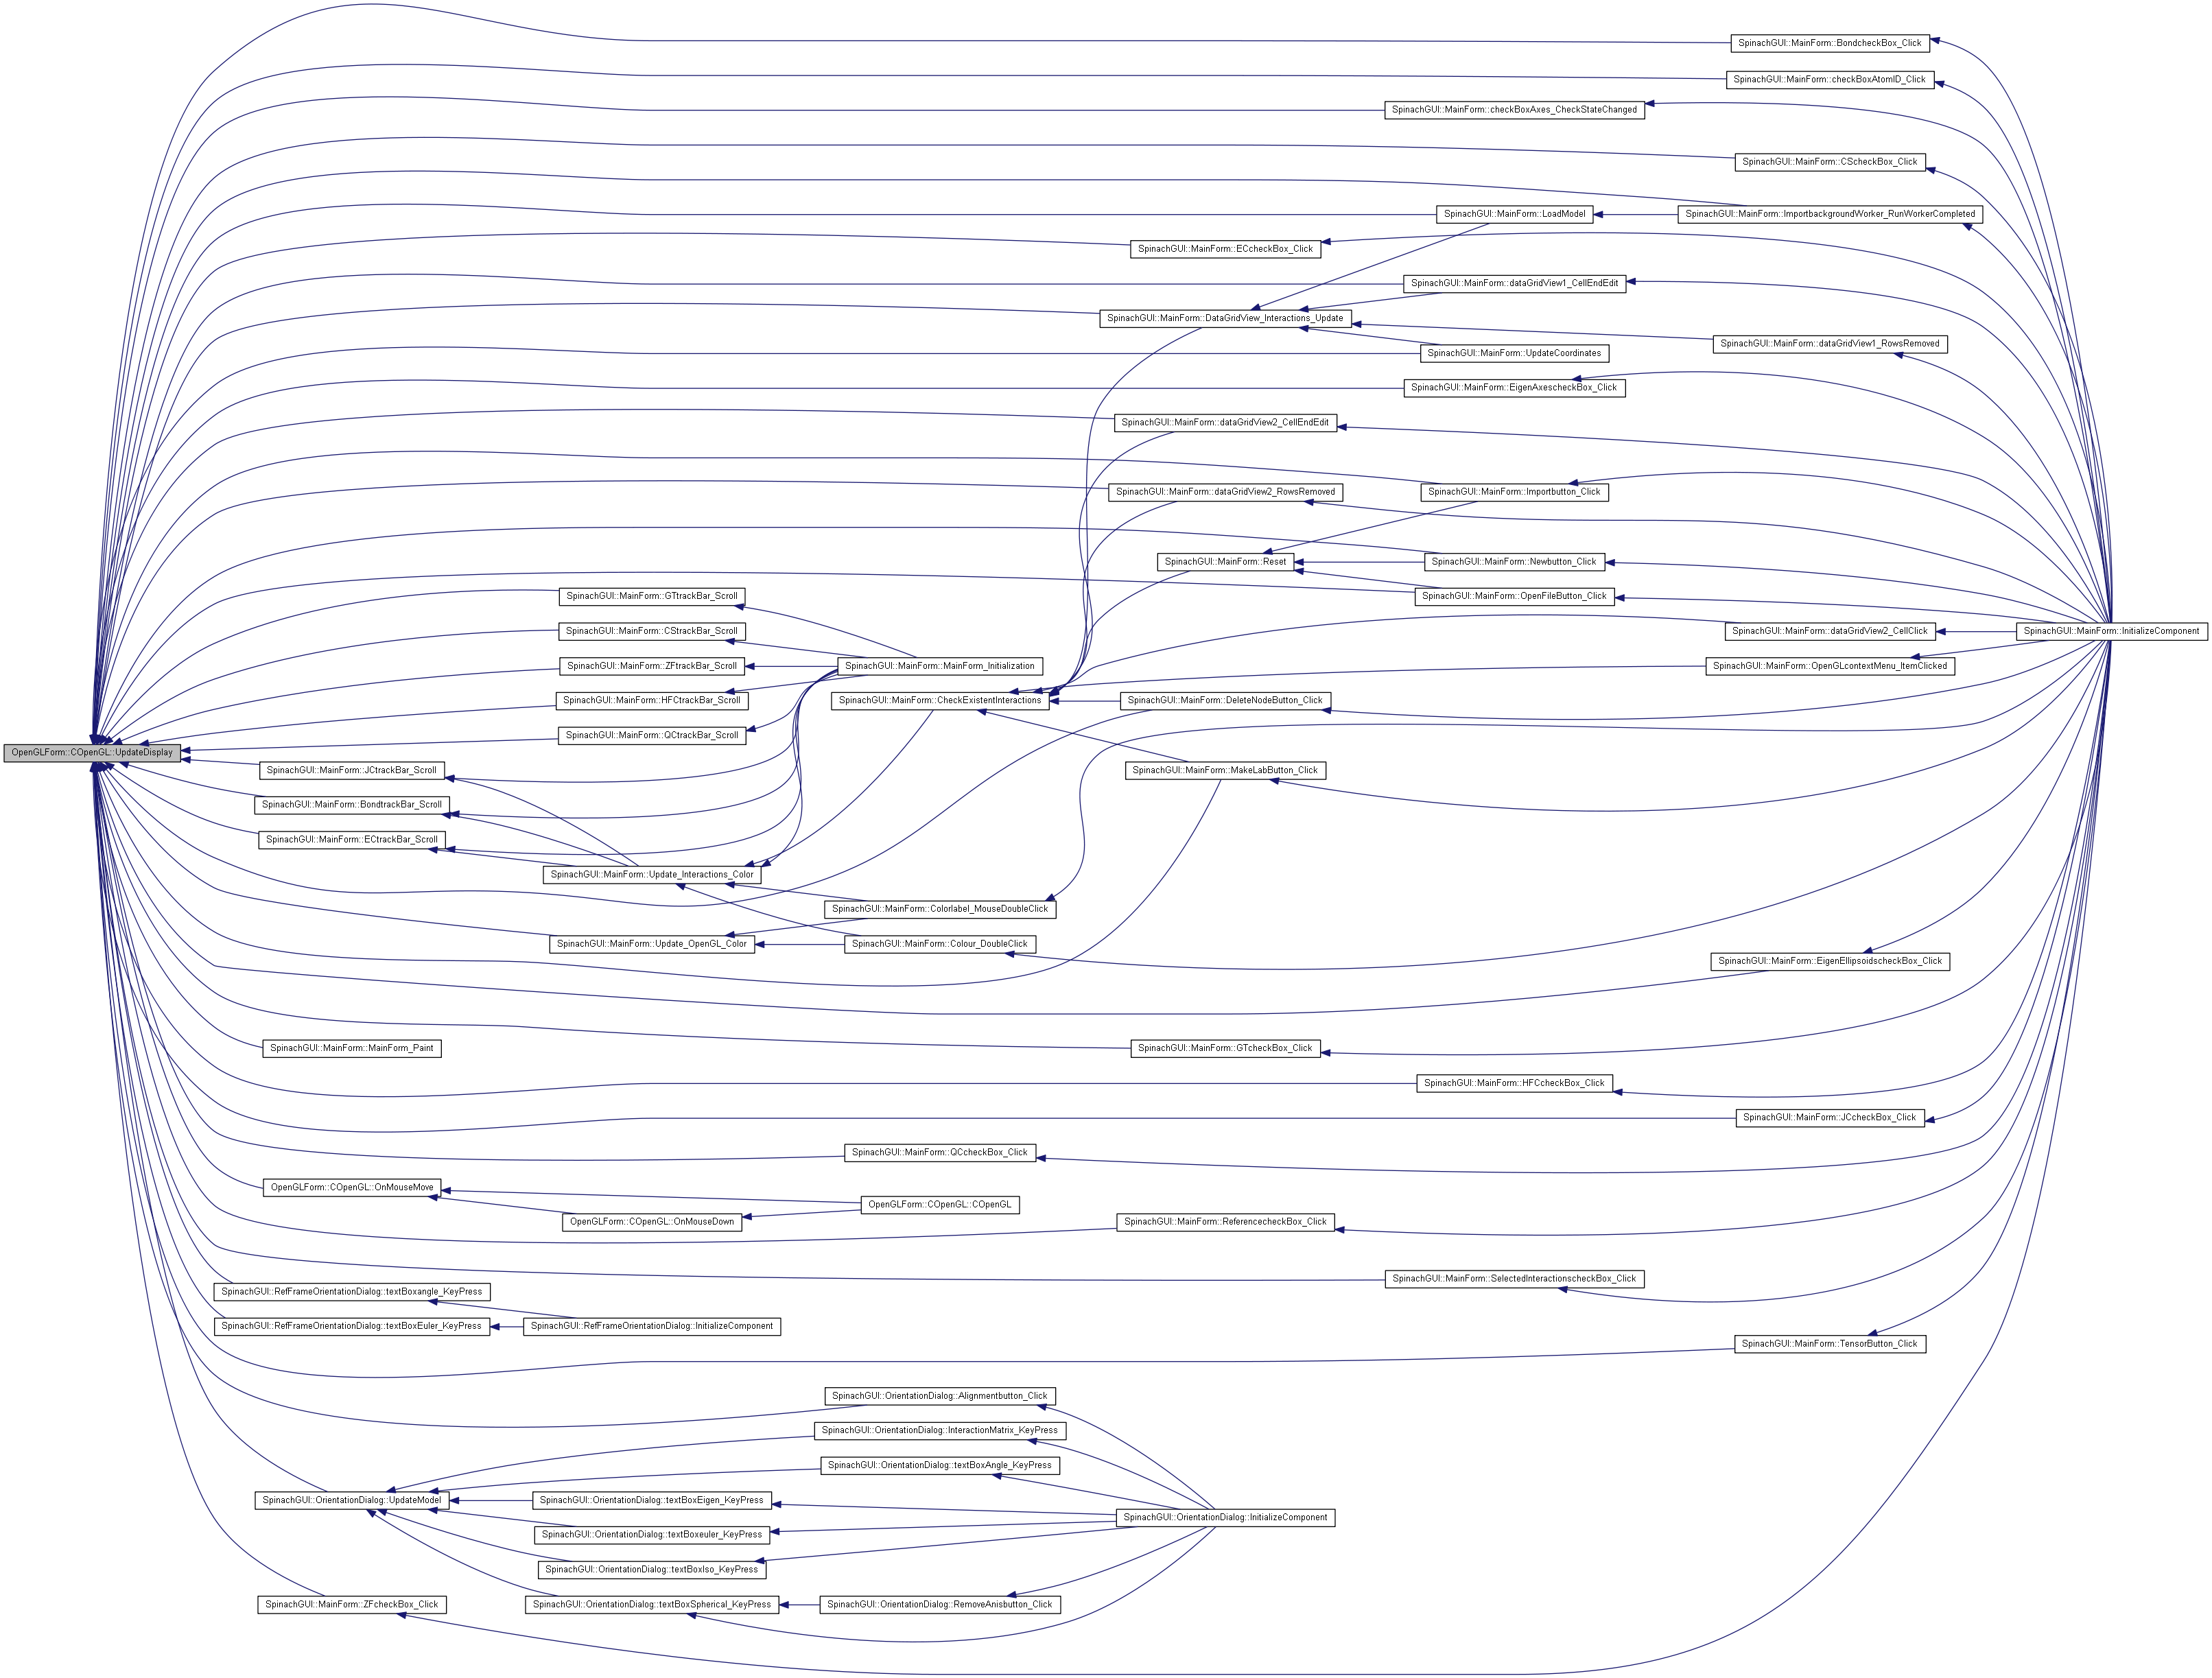 SpinachGUI::MainForm::BondcheckBox_Click
SpinachGUI::MainForm::checkBoxAtomID_Click
SpinachGUI::MainForm::checkBoxAxes_CheckStateChanged
SpinachGUI::MainForm::CScheckBox_Click
SpinachGUI::MainForm::LoadModel
SpinachGUI::MainForm::ImportbackgroundWorker_RunWorkerCompleted
SpinachGUI::MainForm::ECcheckBox_Click
SpinachGUI::MainForm::dataGridView1_CellEndEdit
SpinachGUI::MainForm::DataGridView_Interactions_Update
SpinachGUI::MainForm::dataGridView1_RowsRemoved
SpinachGUI::MainForm::UpdateCoordinates
SpinachGUI::MainForm::EigenAxescheckBox_Click
SpinachGUI::MainForm::dataGridView2_CellEndEdit
SpinachGUI::MainForm::dataGridView2_RowsRemoved
SpinachGUI::MainForm::Importbutton_Click
SpinachGUI::MainForm::Reset
SpinachGUI::MainForm::Newbutton_Click
SpinachGUI::MainForm::GTtrackBar_Scroll
SpinachGUI::MainForm::OpenFileButton_Click
SpinachGUI::MainForm::CStrackBar_Scroll
SpinachGUI::MainForm::dataGridView2_CellClick
SpinachGUI::MainForm::InitializeComponent
SpinachGUI::MainForm::ZFtrackBar_Scroll
SpinachGUI::MainForm::MainForm_Initialization
SpinachGUI::MainForm::OpenGLcontextMenu_ItemClicked
SpinachGUI::MainForm::HFCtrackBar_Scroll
SpinachGUI::MainForm::CheckExistentInteractions
SpinachGUI::MainForm::DeleteNodeButton_Click
SpinachGUI::MainForm::QCtrackBar_Scroll
OpenGLForm::COpenGL::UpdateDisplay
SpinachGUI::MainForm::JCtrackBar_Scroll
SpinachGUI::MainForm::MakeLabButton_Click
SpinachGUI::MainForm::BondtrackBar_Scroll
SpinachGUI::MainForm::ECtrackBar_Scroll
SpinachGUI::MainForm::Update_Interactions_Color
SpinachGUI::MainForm::Colorlabel_MouseDoubleClick
SpinachGUI::MainForm::Update_OpenGL_Color
SpinachGUI::MainForm::Colour_DoubleClick
SpinachGUI::MainForm::EigenEllipsoidscheckBox_Click
SpinachGUI::MainForm::MainForm_Paint
SpinachGUI::MainForm::GTcheckBox_Click
SpinachGUI::MainForm::HFCcheckBox_Click
SpinachGUI::MainForm::JCcheckBox_Click
SpinachGUI::MainForm::QCcheckBox_Click
OpenGLForm::COpenGL::OnMouseMove
OpenGLForm::COpenGL::COpenGL
OpenGLForm::COpenGL::OnMouseDown
SpinachGUI::MainForm::ReferencecheckBox_Click
SpinachGUI::MainForm::SelectedInteractionscheckBox_Click
SpinachGUI::RefFrameOrientationDialog::textBoxangle_KeyPress
SpinachGUI::RefFrameOrientationDialog::textBoxEuler_KeyPress
SpinachGUI::RefFrameOrientationDialog::InitializeComponent
SpinachGUI::MainForm::TensorButton_Click
SpinachGUI::OrientationDialog::Alignmentbutton_Click
SpinachGUI::OrientationDialog::InteractionMatrix_KeyPress
SpinachGUI::OrientationDialog::textBoxAngle_KeyPress
SpinachGUI::OrientationDialog::UpdateModel
SpinachGUI::OrientationDialog::textBoxEigen_KeyPress
SpinachGUI::OrientationDialog::InitializeComponent
SpinachGUI::OrientationDialog::textBoxeuler_KeyPress
SpinachGUI::OrientationDialog::textBoxIso_KeyPress
SpinachGUI::MainForm::ZFcheckBox_Click
SpinachGUI::OrientationDialog::textBoxSpherical_KeyPress
SpinachGUI::OrientationDialog::RemoveAnisbutton_Click